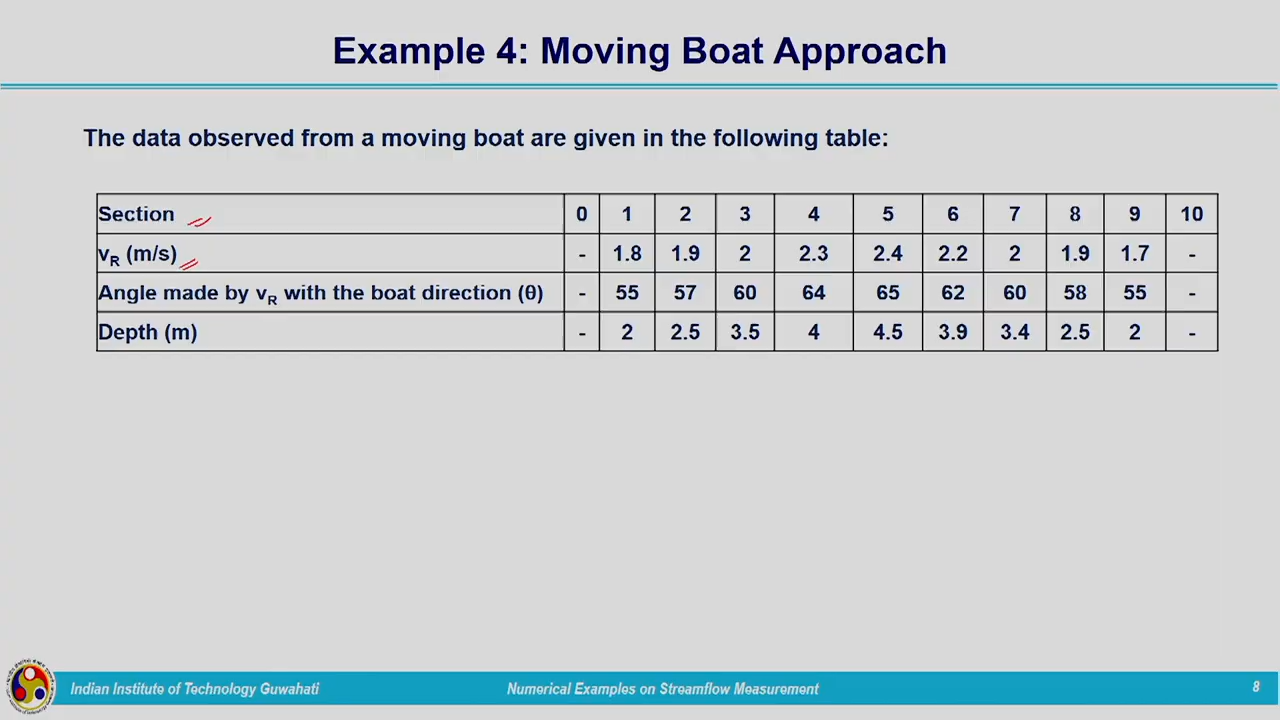 Example 4: Moving Boat Approach
The data observed from a moving boat are given in the following table:
Section 0 1 2 3 4 5 6 7 8 9 10
vR (m/s) - 1.8 1.9 2 2.3 2.4 2.2 2 1.9 1.7 -
Angle made by vR with the boat direction (θ) - 55 57 60 64 65 62 60 58 55 -
Depth (m) - 2 2.5 3.5 4 4.5 3.9 3.4 2.5 2 -
Indian Institute of Technology Guwahati Numerical Examples on Streamflow Measurement 8